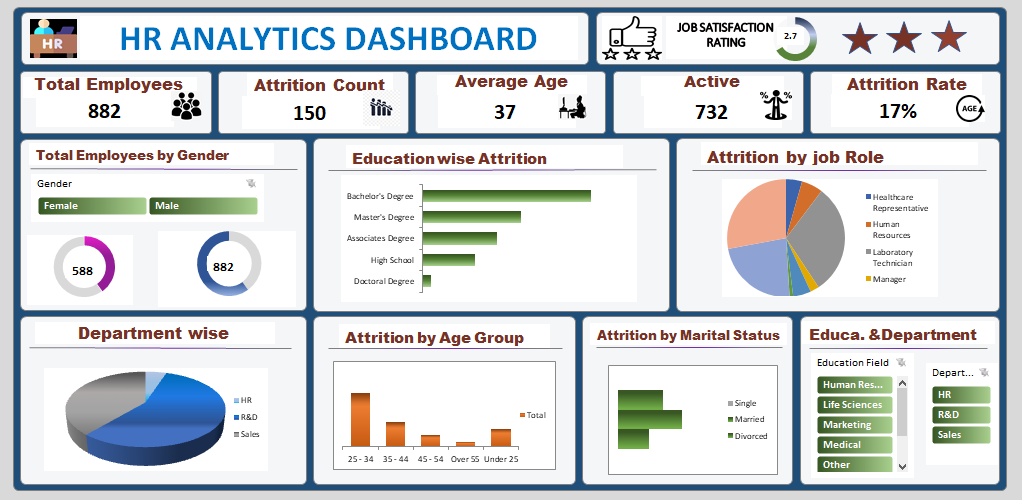 HR
HR ANALYTICS DASHBOARD
JOB SATISFACTION
RATING
2.7
Total Employees
882
Attrition Count
150
Average Age
37
Active
732
% %
Attrition Rate
17%
AGE
Total Employees by Gender
Gender
Female
Male
588
882
Education wise Attrition
Bachelor's Degree
Master's Degree
Associates Degree
High School
Doctoral Degree
Attrition by job Role
Healthcare
Representative
Human
Resources
Laboratory
Technician
Manager
Department wise
HR
R&D
Sales
Attrition by Age Group
Total
25 - 34 35 - 44 45 - 54 Over 55 Under 25
Attrition by Marital Status
Single
Married
Divorced
Educa. &Department
Education Field
Human Res...
Life Sciences
Marketing
Medical
Other
Depart...
HR
R&D
Sales